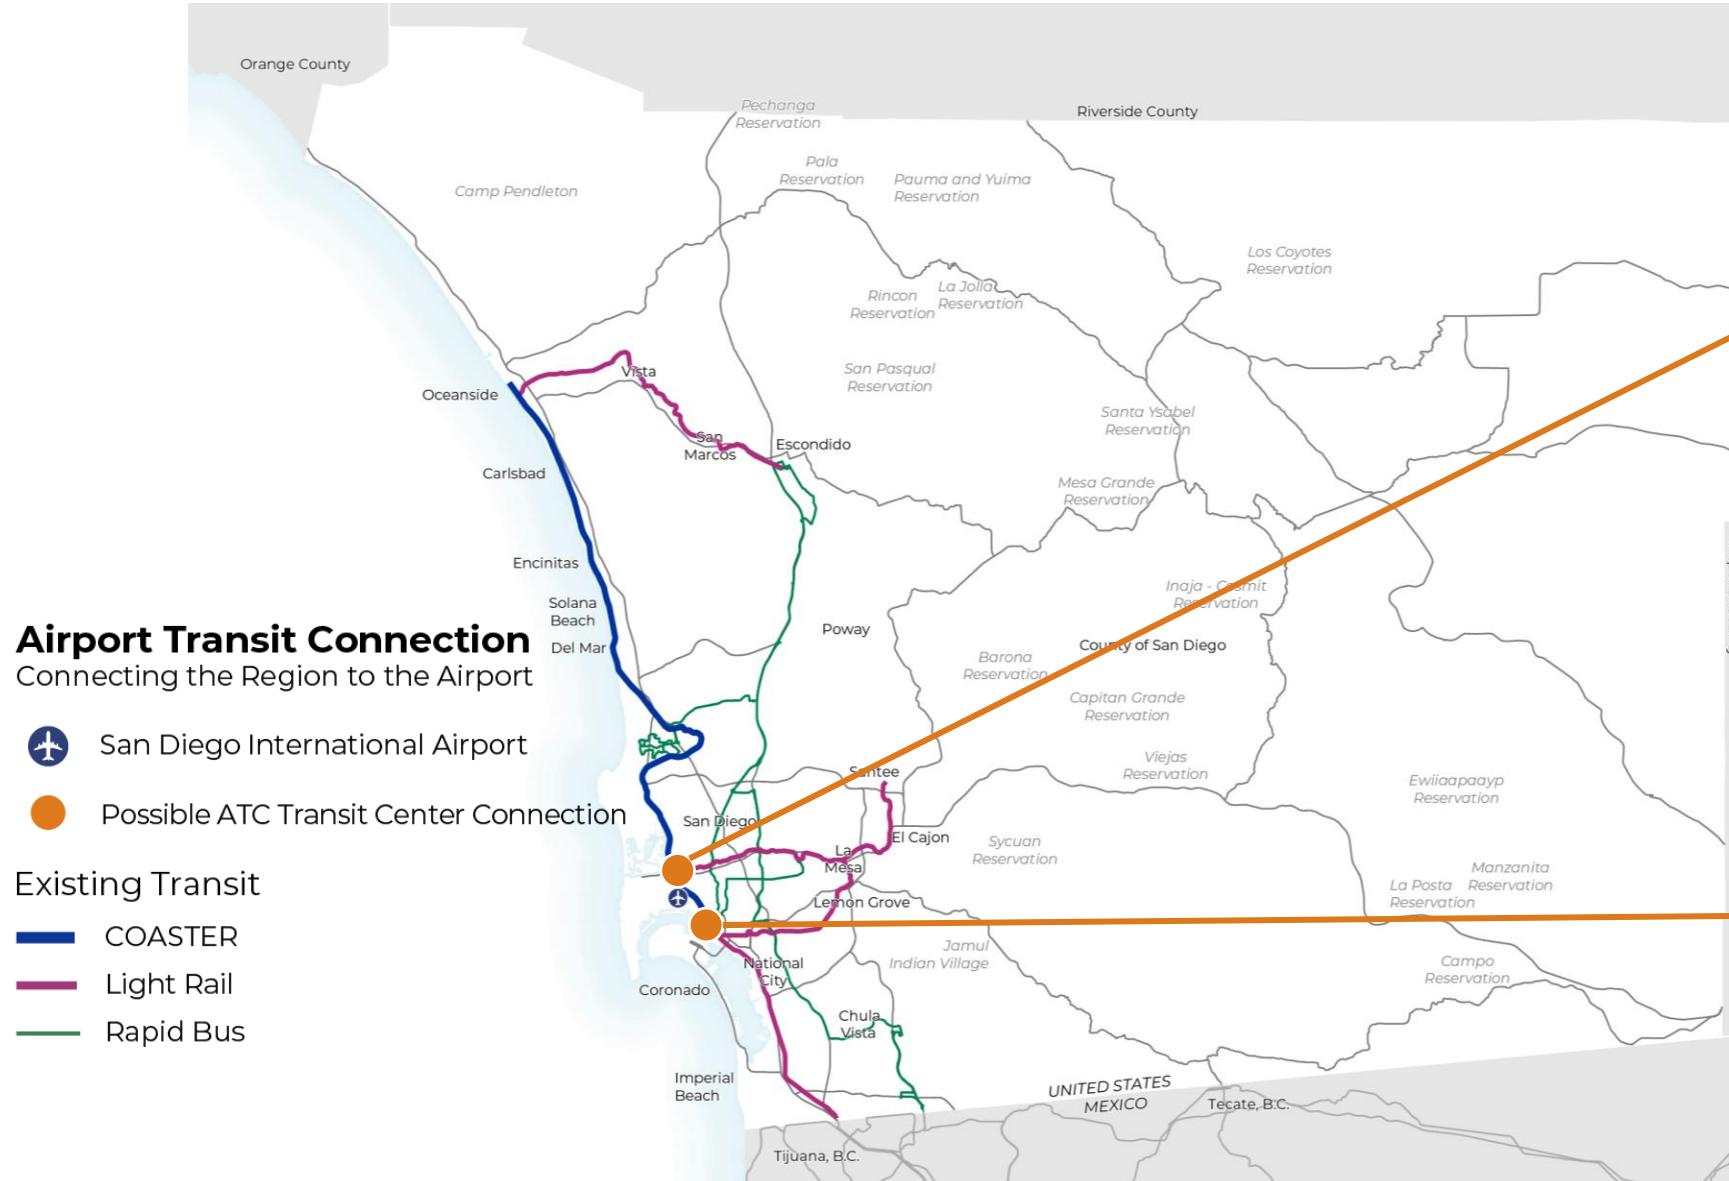 Orange County
Riverside County
Pechanga
Reservation
Pala
Reservation
Pauma and Yuima
Reservation
Camp Pendleton
Los Coyotes
Reservation
Rincon
Reservation
La Jolla
Reservation
San Pasqual
Reservation
Vista
Oceanside
Santa Ysabel
Reservation
San
Marcos
Escondido
Carlsbad
Mesa Grande
Reservation
Encinitas
Inaja - Cosmit
Reservation
Solana
Beach
Del Mar
Poway
County of San Diego
Barona
Reservation
Capitan Grande
Reservation
Airport Transit Connection
Connecting the Region to the Airport
San Diego International Airport
Possible ATC Transit Center Connection
Existing Transit
COASTER
Light Rail
Rapid Bus
Viejas
Reservation
Santee
Ewiiaapaayp
Reservation
San Diego
El Cajon
La
Mesa
Sycuan
Reservation
Manzanita
Reservation
La Posta
Reservation
Lemon Grove
Jamul
Indian Village
National
City
Campo
Reservation
Coronado
Chula
Vista
Imperial
Beach
UNITED STATES
MEXICO
Tecate, B.C.
Tijuana, B.C.